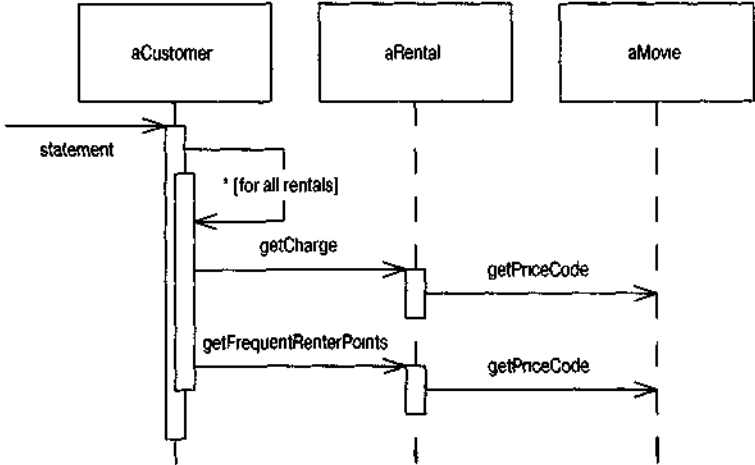 aCustomer
aRental
aMovie
statement
* [for all rentals]
getCharge
getPriceCode
getFrequentRenterPoints
getPriceCode